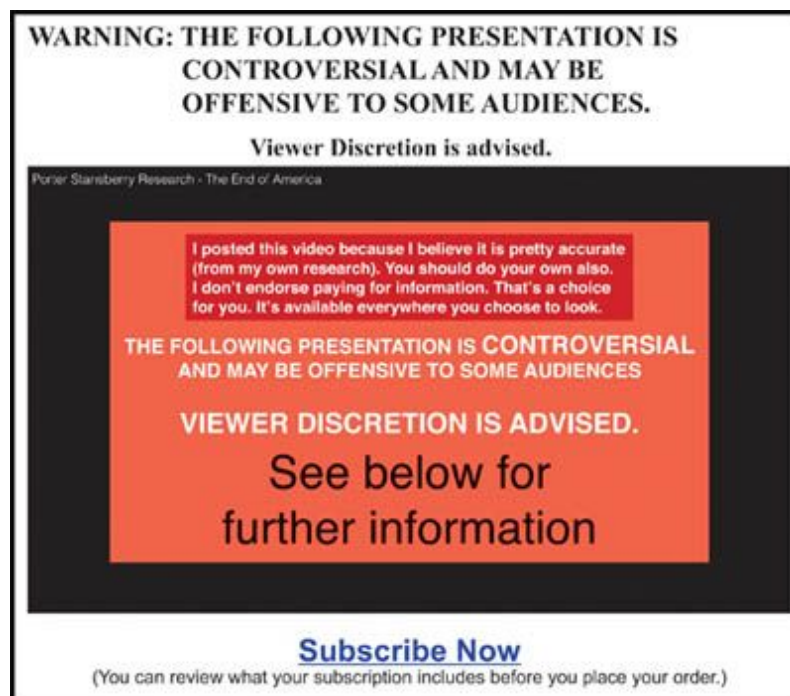 WARNING: THE FOLLOWING PRESENTATION IS
CONTROVERSIAL AND MAY BE
OFFENSIVE TO SOME AUDIENCES.
Viewer Discretion is advised.
Porter Stansberry Research - The End of America
I posted this video because I believe it is pretty accurate
(from my own research). You should do your own also.
I don't endorse paying for information. That's a choice
for you. It's available everywhere you choose to look.
THE FOLLOWING PRESENTATION IS CONTROVERSIAL
AND MAY BE OFFENSIVE TO SOME AUDIENCES
VIEWER DISCRETION IS ADVISED.
See below for
further information
Subscribe Now
(You can review what your subscription includes before you place your order.)